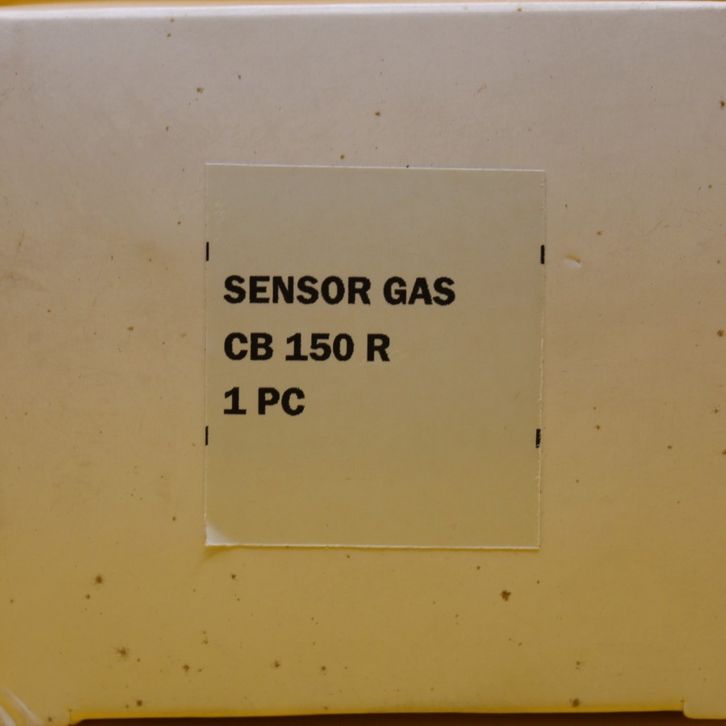 SENSOR GAS
CB 150 R
1 PC